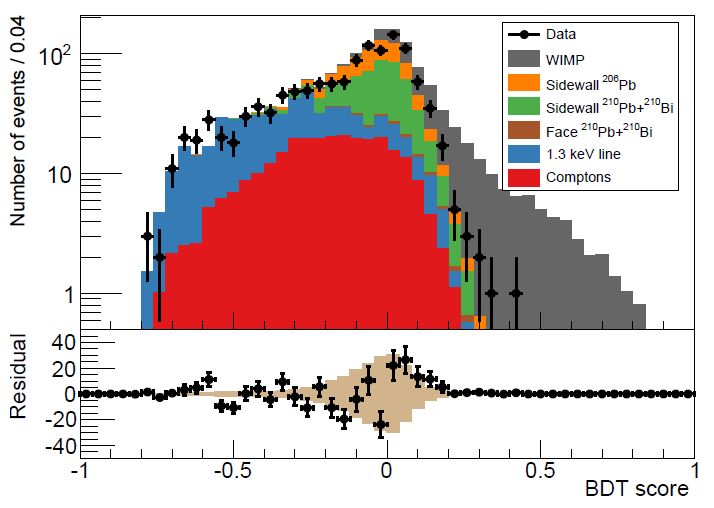 Number of events / 0.04
10²
10
1
Data
WIMP
Sidewall ²⁰⁶Pb
Sidewall ²¹⁰Pb+²¹⁰Bi
Face ²¹⁰Pb+²¹⁰Bi
1.3 keV line
Comptons
Residual
40
20
0
-20
-40
-1
-0.5
0
0.5
1
BDT score